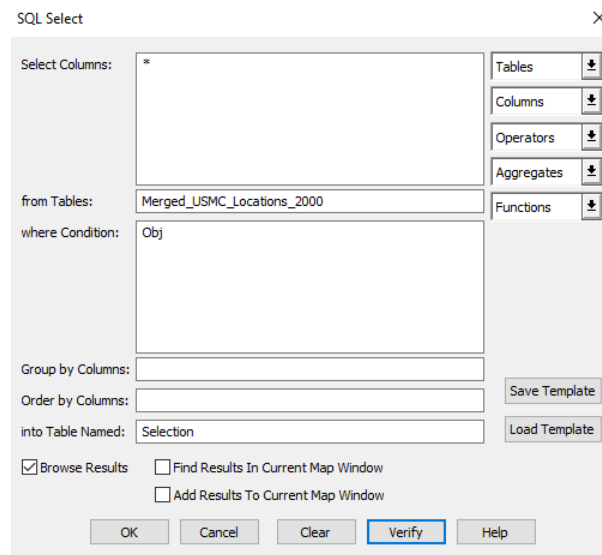 SQL Select
Select Columns: * Tables
Columns
Operators
Aggregates
from Tables: Merged_USMC_Locations_2000 Functions
where Condition: Obj
Group by Columns:
Save Template
Order by Columns:
into Table Named: Selection Load Template
Browse Results Find Results In Current Map Window
Add Results To Current Map Window
OK Cancel Clear Verify Help